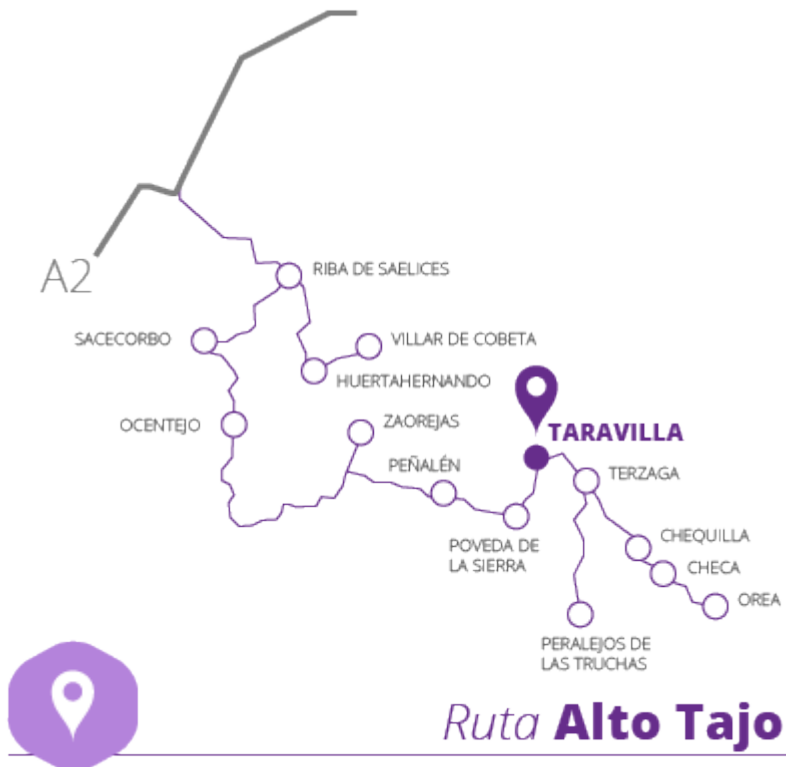 A2
RIBA DE SAELICES
SACECORBO
VILLAR DE COBETA
HUERTAHERNANDO
OCENTEJO
ZAOREJAS
TARAVILLA
PEÑALÉN
TERZAGA
POVEDA DE
LA SIERRA
CHEQUILLA
CHECA
OREA
PERALEJOS DE
LAS TRUCHAS
Ruta Alto Tajo